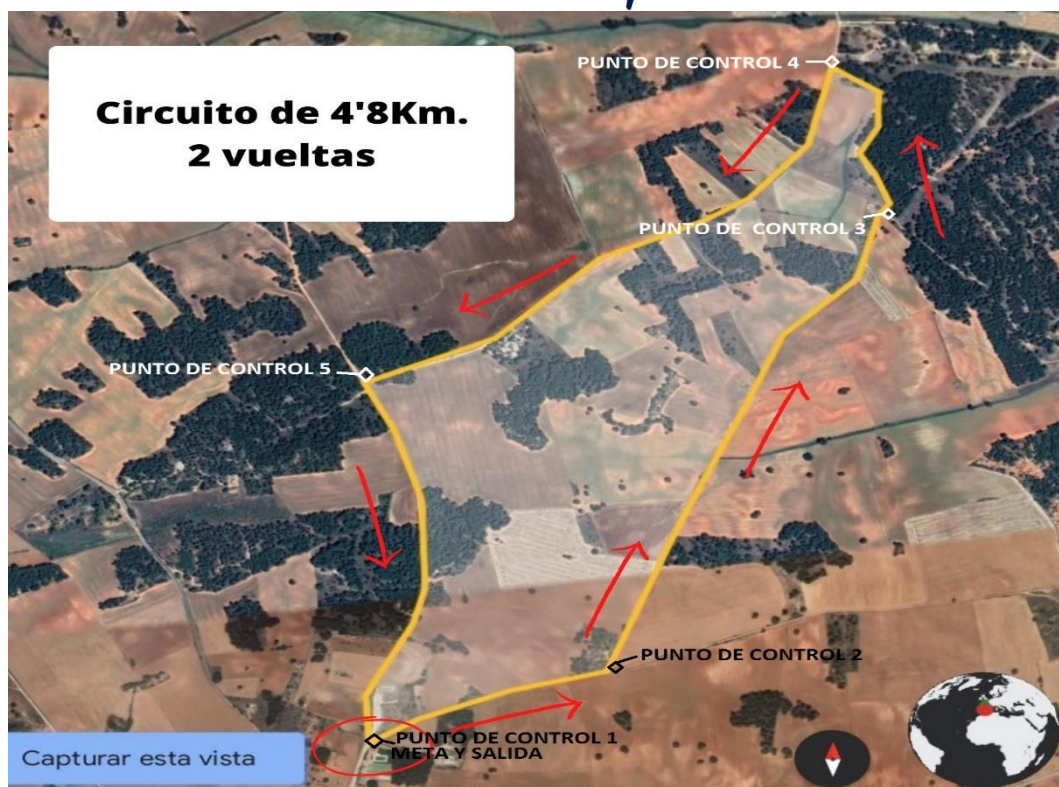 Circuito de 4'8Km.
2 vueltas
PUNTO DE CONTROL 4
PUNTO DE CONTROL 3
PUNTO DE CONTROL 5
PUNTO DE CONTROL 2
PUNTO DE CONTROL 1
META Y SALIDA
Capturar esta vista